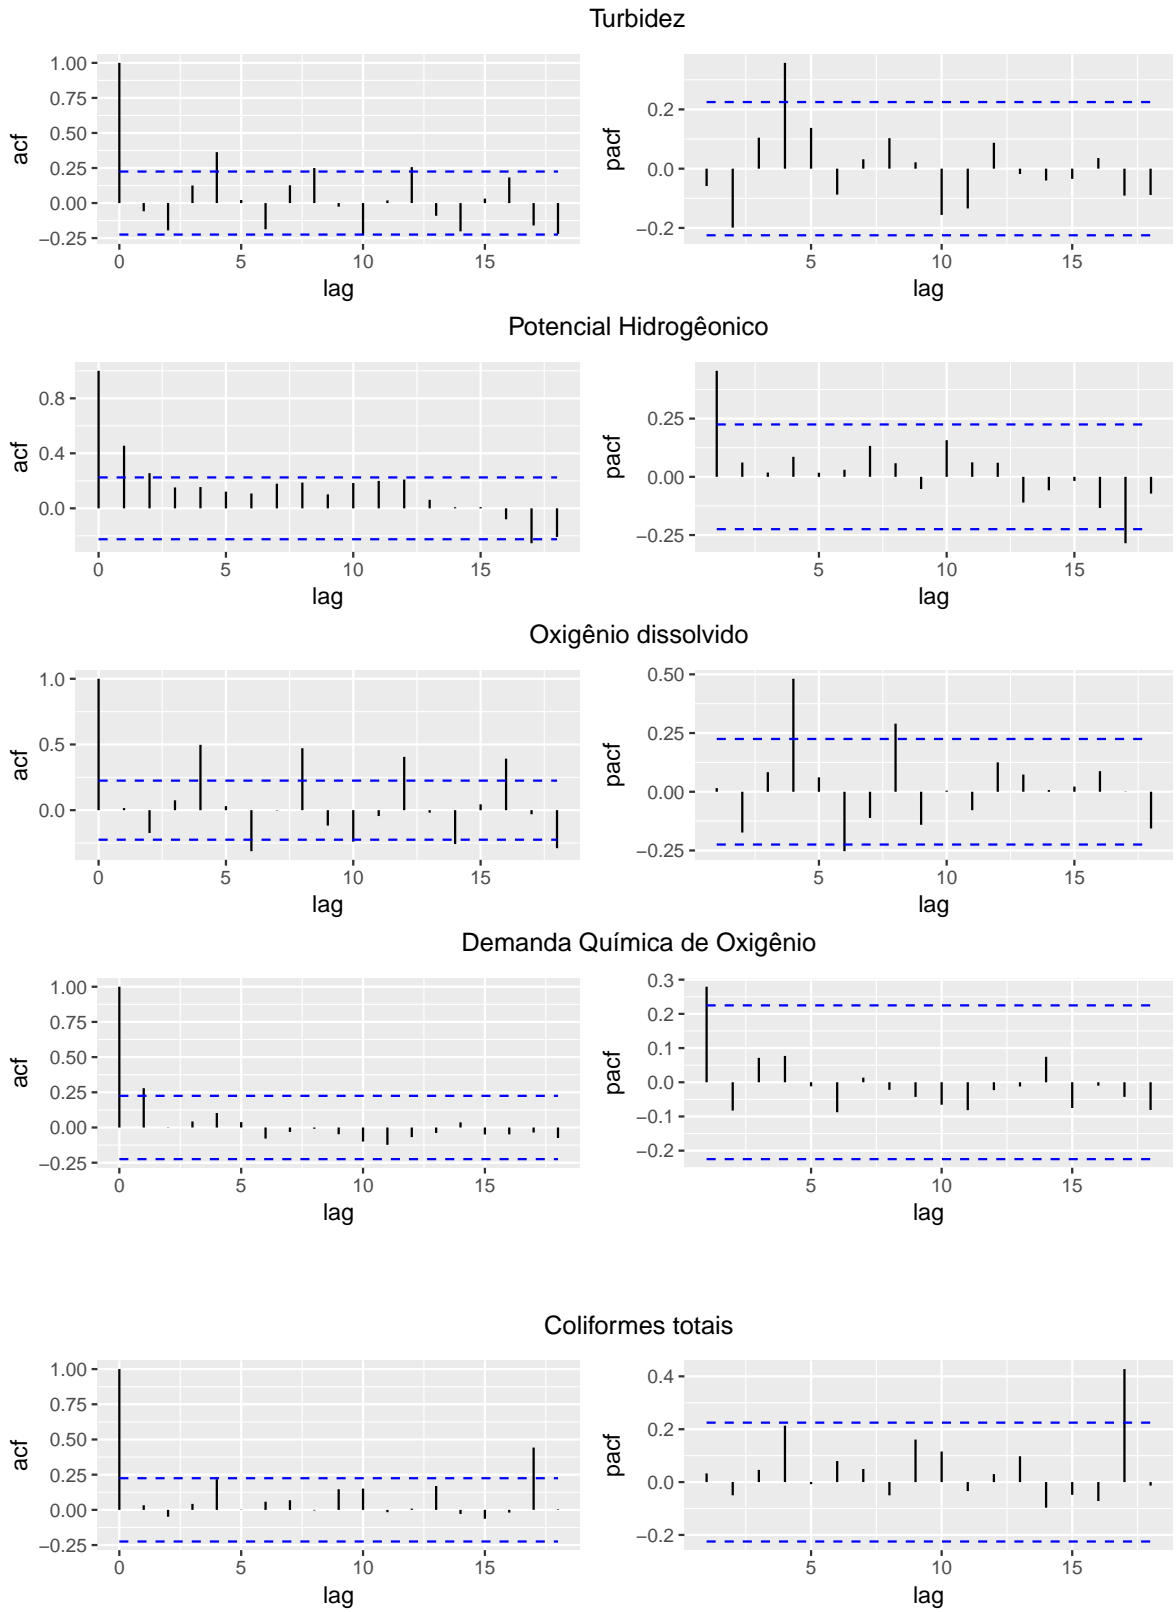 Turbidez
acf
1.00
0.75
0.50
0.25
0.00
−0.25
0 5 10 15
lag
pacf
0.2
0.0
−0.2
5 10 15
lag
Potencial Hidrogêonico
acf
0.8
0.4
0.0
0 5 10 15
lag
pacf
0.25
0.00
−0.25
5 10 15
lag
Oxigênio dissolvido
acf
1.0
0.5
0.0
0 5 10 15
lag
pacf
0.50
0.25
0.00
−0.25
5 10 15
lag
Demanda Química de Oxigênio
acf
1.00
0.75
0.50
0.25
0.00
−0.25
0 5 10 15
lag
pacf
0.3
0.2
0.1
0.0
−0.1
−0.2
5 10 15
lag
Coliformes totais
acf
1.00
0.75
0.50
0.25
0.00
−0.25
0 5 10 15
lag
pacf
0.4
0.2
0.0
−0.2
5 10 15
lag